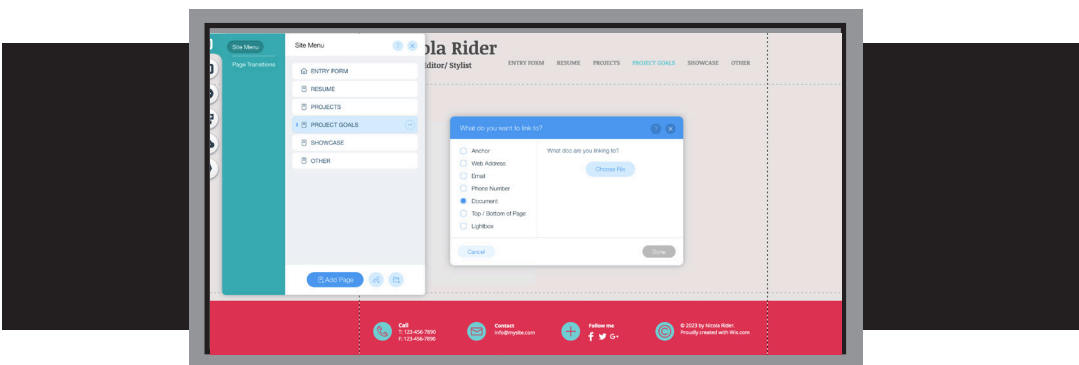 Site Menu
Page Transitions
Site Menu
?
ENTRY FORM
RESUME
PROJECTS
PROJECT GOALS
SHOWCASE
OTHER
Add Page
ola Rider
ditor/ Stylist
ENTRY FORM RESUME PROJECTS PROJECT GOALS SHOWCASE OTHER
What do you want to link to?
?
Anchor
Web Address
Email
Phone Number
Document
Top / Bottom of Page
Lightbox
What doc are you linking to?
Choose File
Cancel
Done
Call
T: 123-456-7890
F: 123-456-7890
Contact
info@mysite.com
Follow me
G+
© 2023 by Nicola Rider.
Proudly created with Wix.com